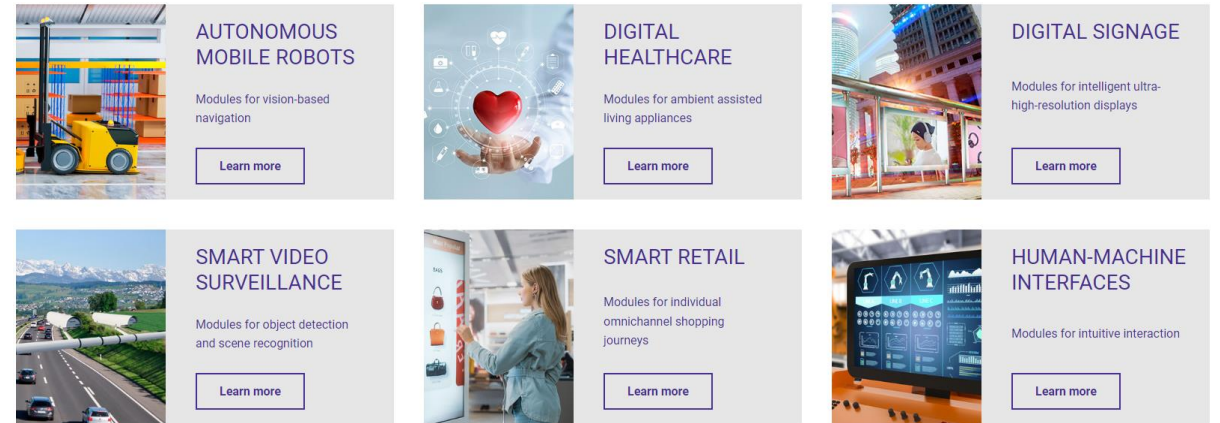 AUTONOMOUS
MOBILE ROBOTS
Modules for vision-based
navigation
Learn more
DIGITAL
HEALTHCARE
Modules for ambient assisted
living appliances
Learn more
DIGITAL SIGNAGE
Modules for intelligent ultra-
high-resolution displays
Learn more
SMART VIDEO
SURVEILLANCE
Modules for object detection
and scene recognition
Learn more
SMART RETAIL
Modules for individual
omnichannel shopping
journeys
Learn more
HUMAN-MACHINE
INTERFACES
Modules for intuitive interaction
Learn more